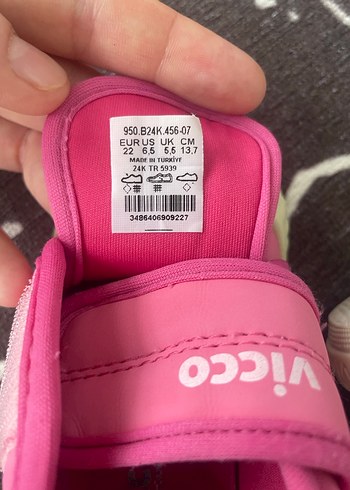 950.B24K.456-07
EUR US UK CM
22 6,5 5,5 13,7
MADE IN TÜRKİYE
24K TR 5939
3486406909227
vicco